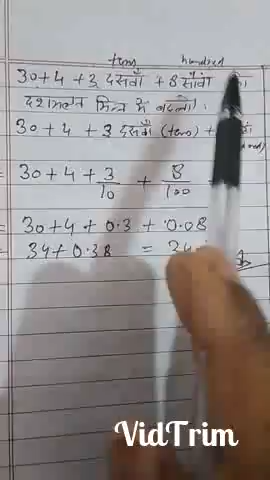 tens hundred
30+4+3 दसवाँ + 8 सौवां का
दशमलव भिन्न में बदलो।
30 + 4 + 3 दसवाँ (tens) +
= 30 + 4 + 3/10 + 8/100
= 30+4 + 0.3 + 0.08
= 34+ 0.38 = 34
VidTrim